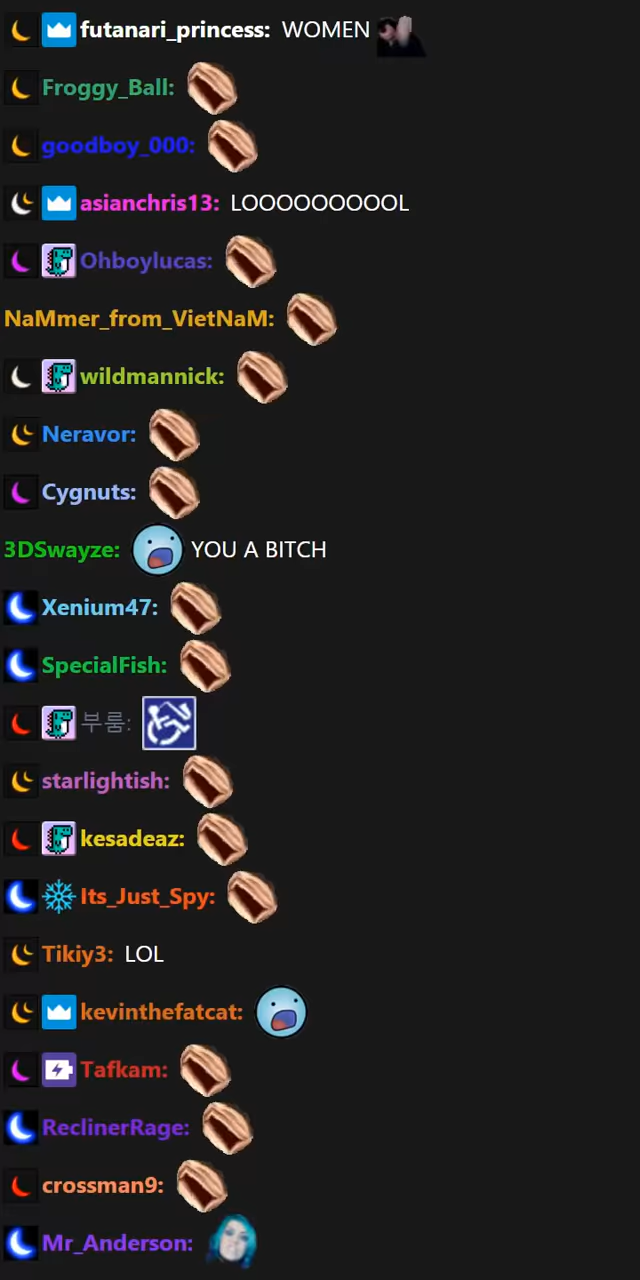 futanari_princess: WOMEN
Froggy_Ball:
goodboy_000:
asianchris13: LOOOOOOOOOL
Ohboylucas:
NaMmer_from_VietNaM:
wildmannick:
Neravor:
Cygnuts:
3DSwayze: YOU A BITCH
Xenium47:
SpecialFish:
부룸:
starlightish:
kesadeaz:
Its_Just_Spy:
Tikiy3: LOL
kevinthefatcat:
Tafkam:
ReclinerRage:
crossman9:
Mr_Anderson: